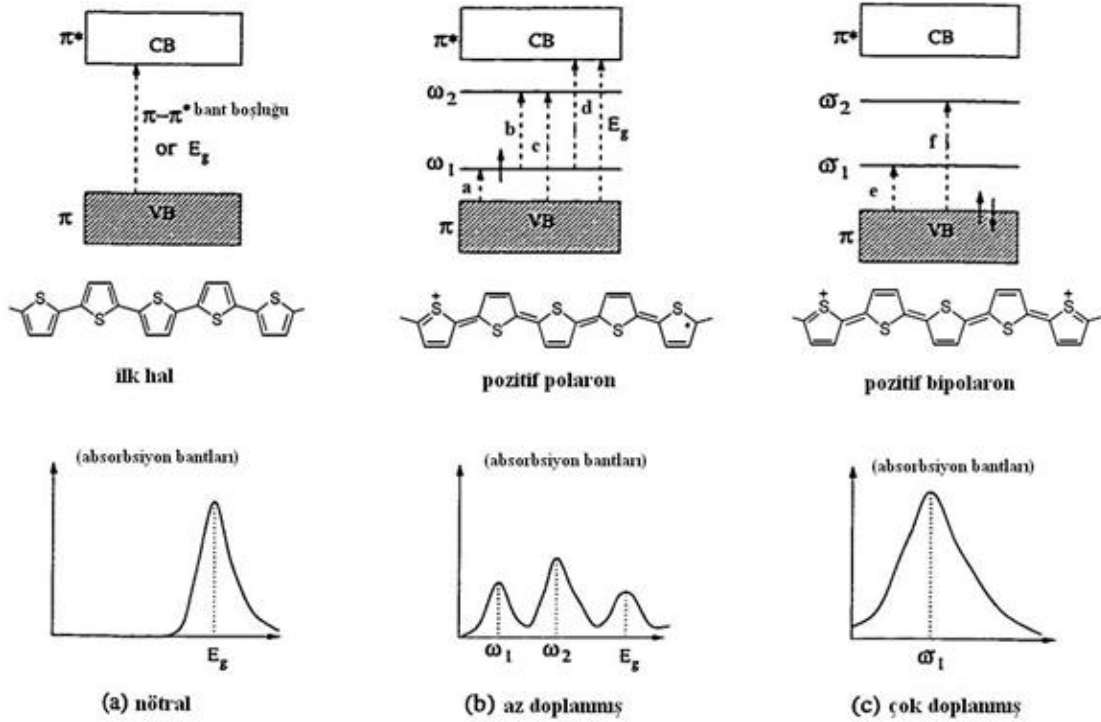 π*
CB
π–π* bant boşluğu
or Eg
π
VB
S
S
S
S
S
ilk hal
(absorbsiyon bantları)
Eg
(a) nötral
π*
CB
ω2
d
b
c
Eg
ω1
a
π
VB
+
S
S
S
S
S
•
pozitif polaron
(absorbsiyon bantları)
ω1
ω2
Eg
(b) az doplanmış
π*
CB
ϖ2
f
ϖ1
e
π
VB
+
S
S
S
S
+
S
pozitif bipolaron
(absorbsiyon bantları)
ϖ1
(c) çok doplanmış